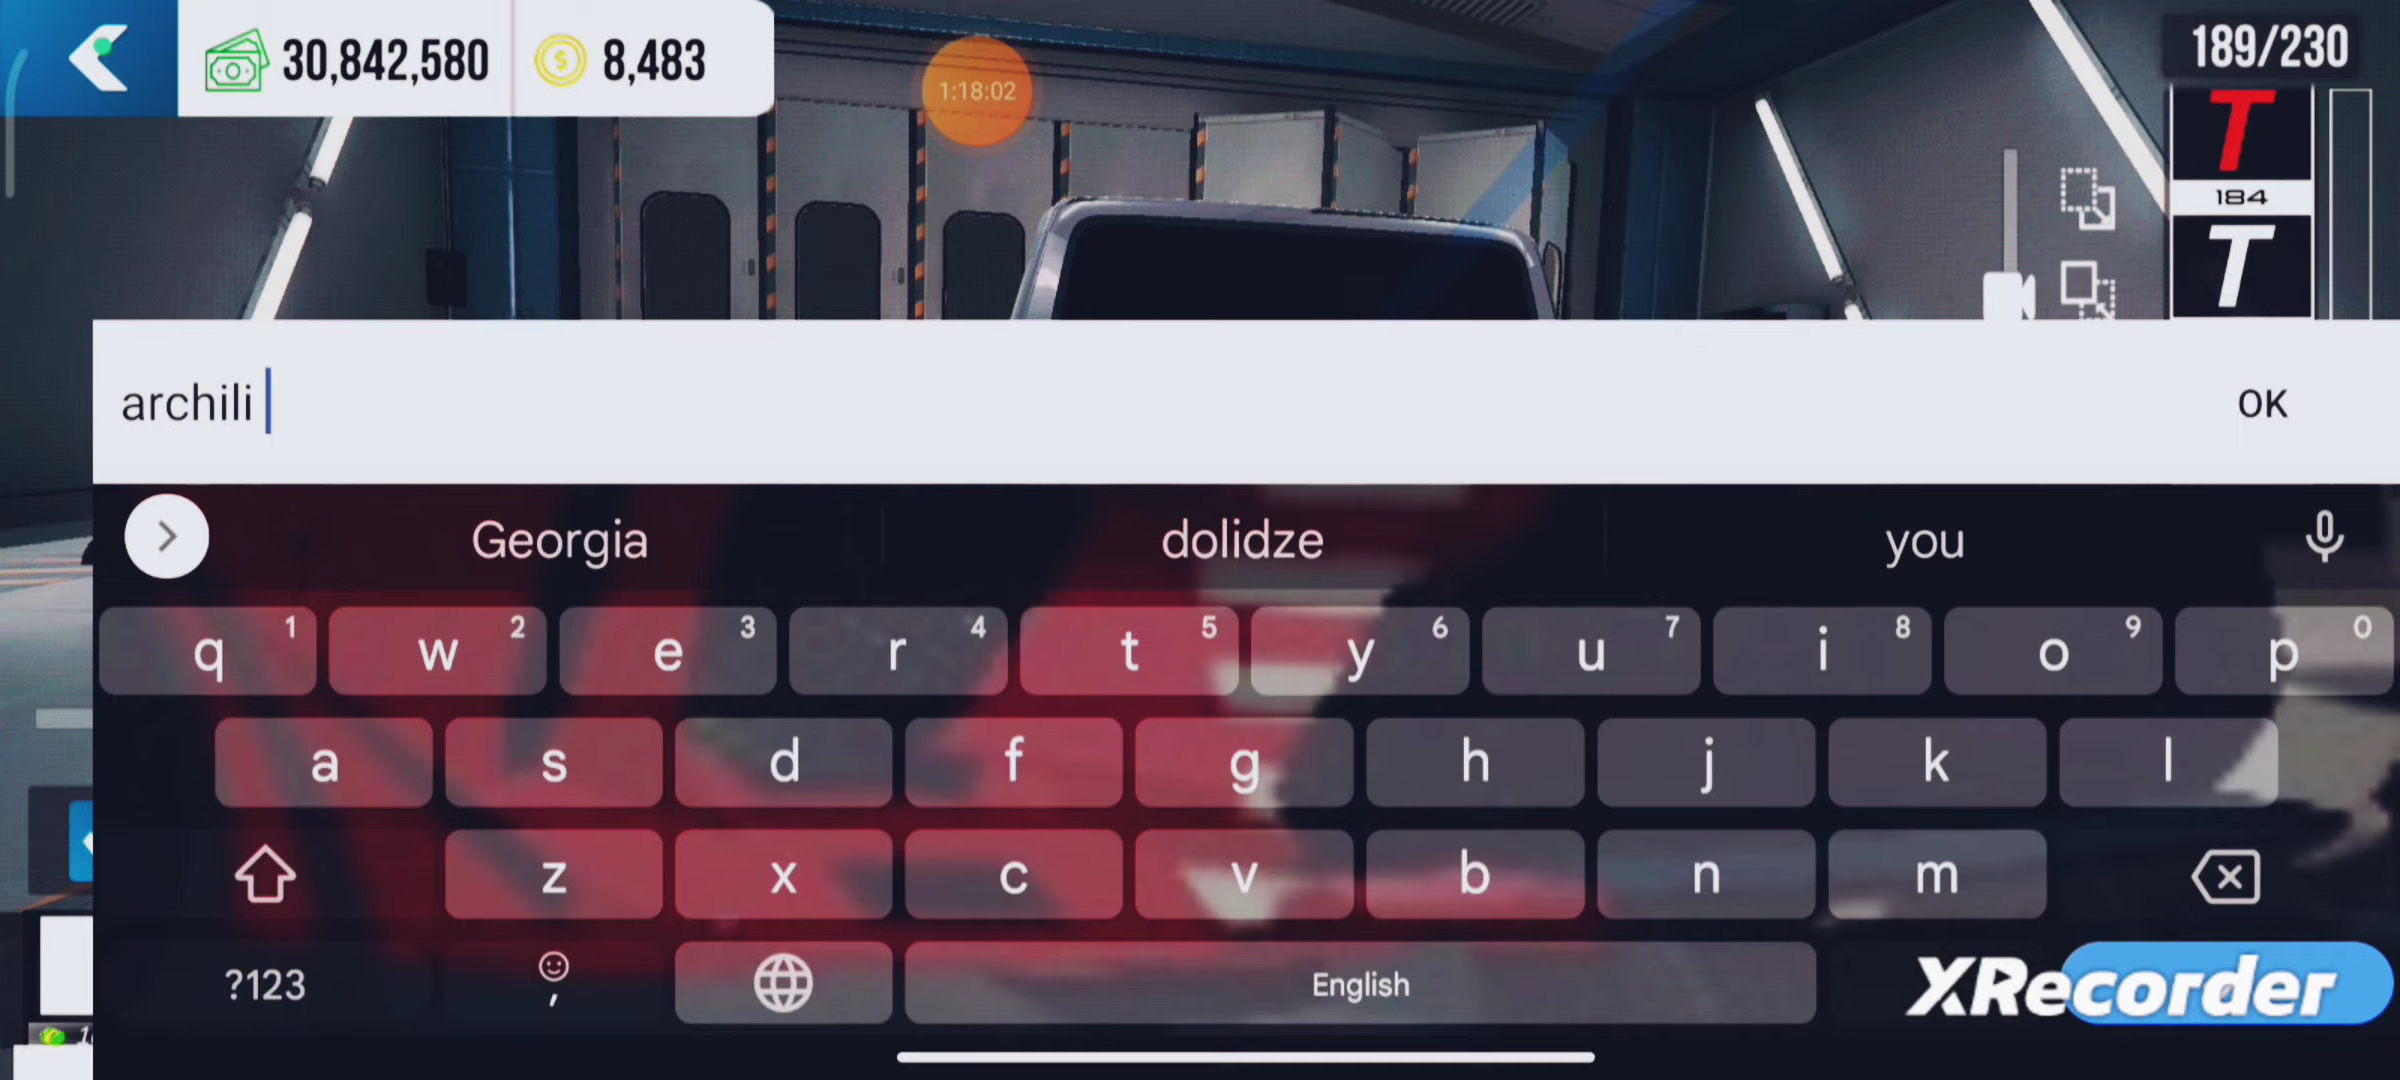 30,842,580 8,483
1:18:02
189/230
T
184
T
archili
OK
Georgia dolidze you
q 1 w 2 e 3 r 4 t 5 y 6 u 7 i 8 o 9 p 0
a s d f g h j k l
z x c v b n m
?123 , English
XRecorder